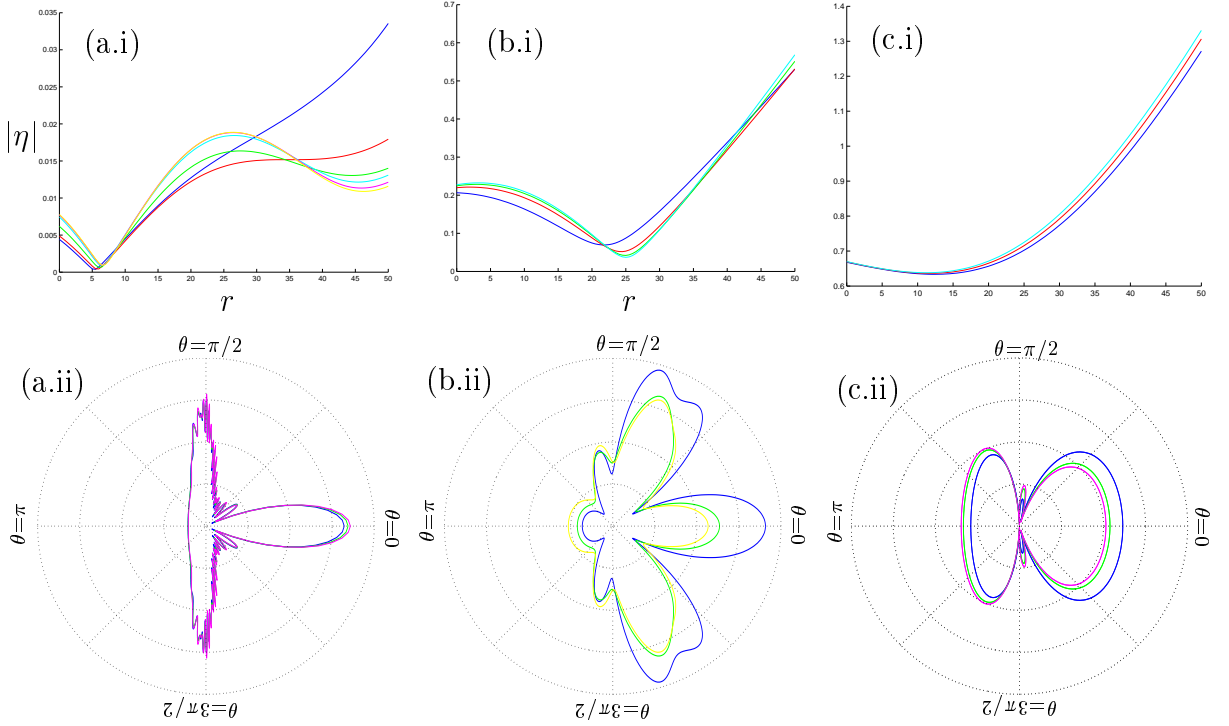 (a.i)
|η|
0.035
0.03
0.025
0.02
0.015
0.01
0.005
0
0 5 10 15 20 25 30 35 40 45 50
r
(b.i)
0.7
0.6
0.5
0.4
0.3
0.2
0.1
0
0 5 10 15 20 25 30 35 40 45 50
r
(c.i)
1.4
1.3
1.2
1.1
1
0.9
0.8
0.7
0.6
0 5 10 15 20 25 30 35 40 45 50
(a.ii)
θ=π/2
θ=π
θ=0
θ=3π/2
(b.ii)
θ=π/2
θ=π
θ=0
θ=3π/2
(c.ii)
θ=π/2
θ=π
θ=0
θ=3π/2